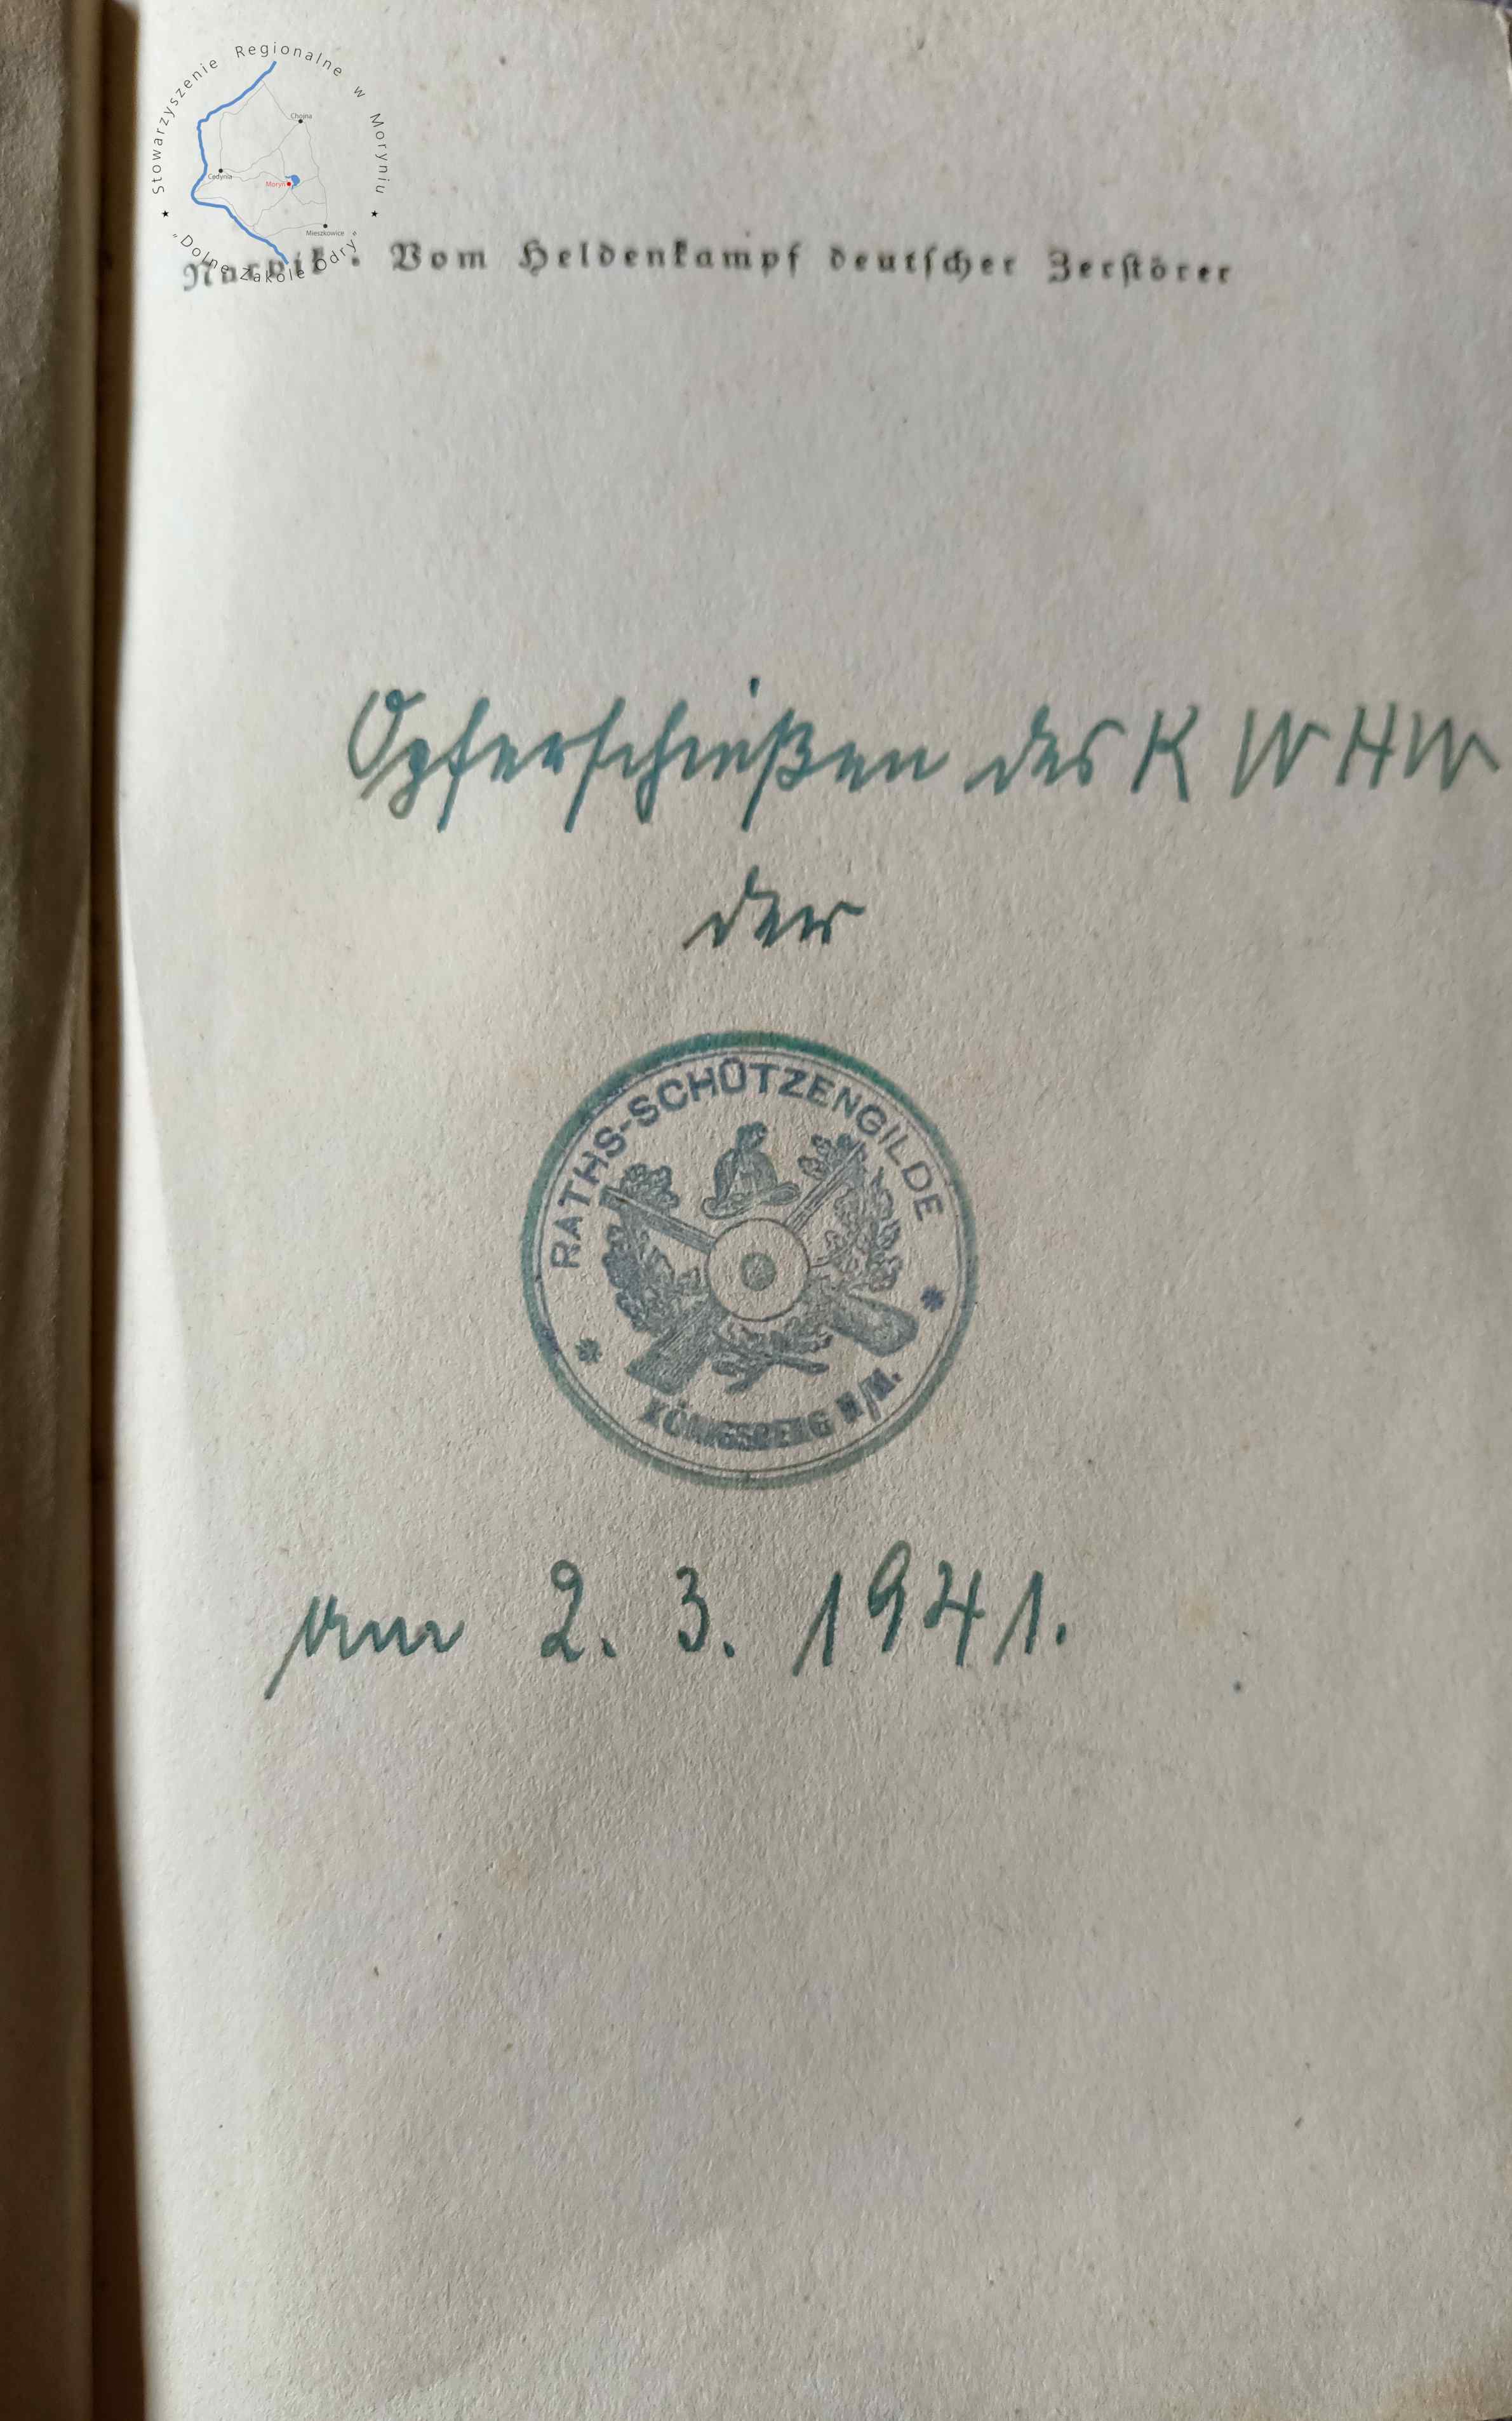 Stowarzyszenie Regionalne w Moryniu
"Dolne Zakole Odry"
Chojna
Cedynia
Moryń
Mieszkowice
Narvik. Vom Heldenkampf deutscher Zerstörer
Opferschießen des K W H W
der
RATHS-SCHÜTZENGILDE
KÖNIGSBERG N/M.
am 2. 3. 1941.